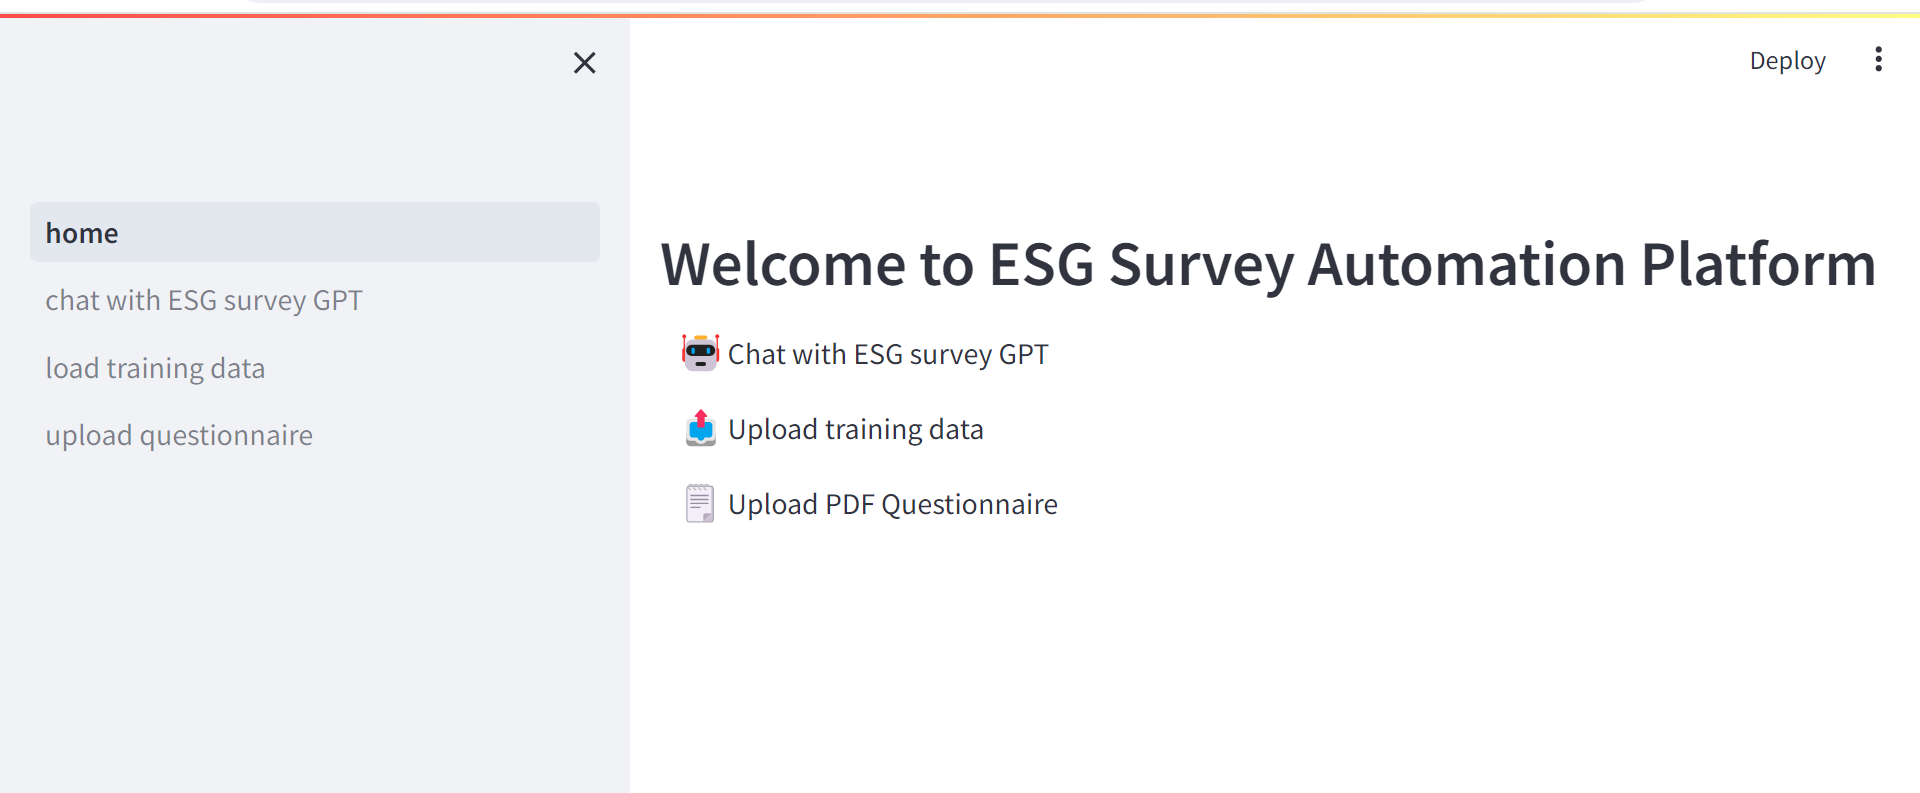 Deploy
home
chat with ESG survey GPT
load training data
upload questionnaire
Welcome to ESG Survey Automation Platform
Chat with ESG survey GPT
Upload training data
Upload PDF Questionnaire